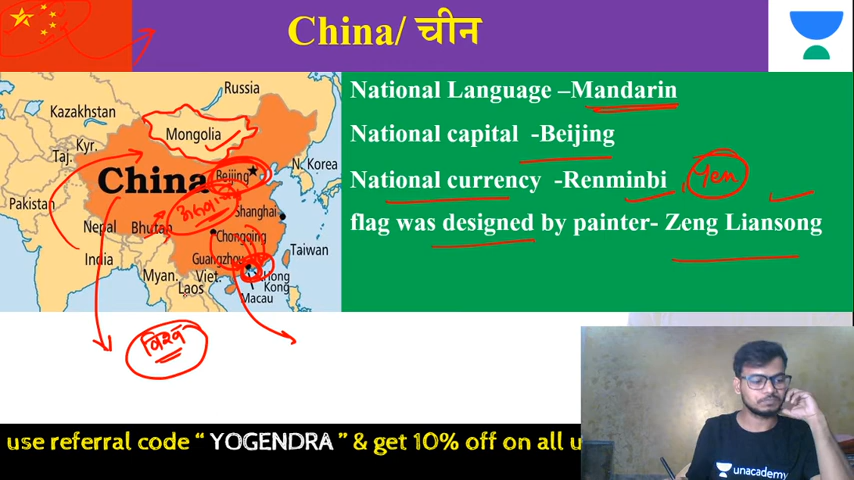 China/ चीन
National Language –Mandarin
National capital -Beijing
National currency -Renminbi, Yen
flag was designed by painter- Zeng Liansong
Russia
Kazakhstan
Mongolia
Kyr.
Taj.
Beijing
N. Korea
China
Pakistan
Shanghai
Nepal
Bhutan
Chongqing
Taiwan
India
Guangzhou
Myan.
Viet.
Hong
Kong
Laos
Macau
विश्व
use referral code “ YOGENDRA ” & get 10% off on all u
unacademy